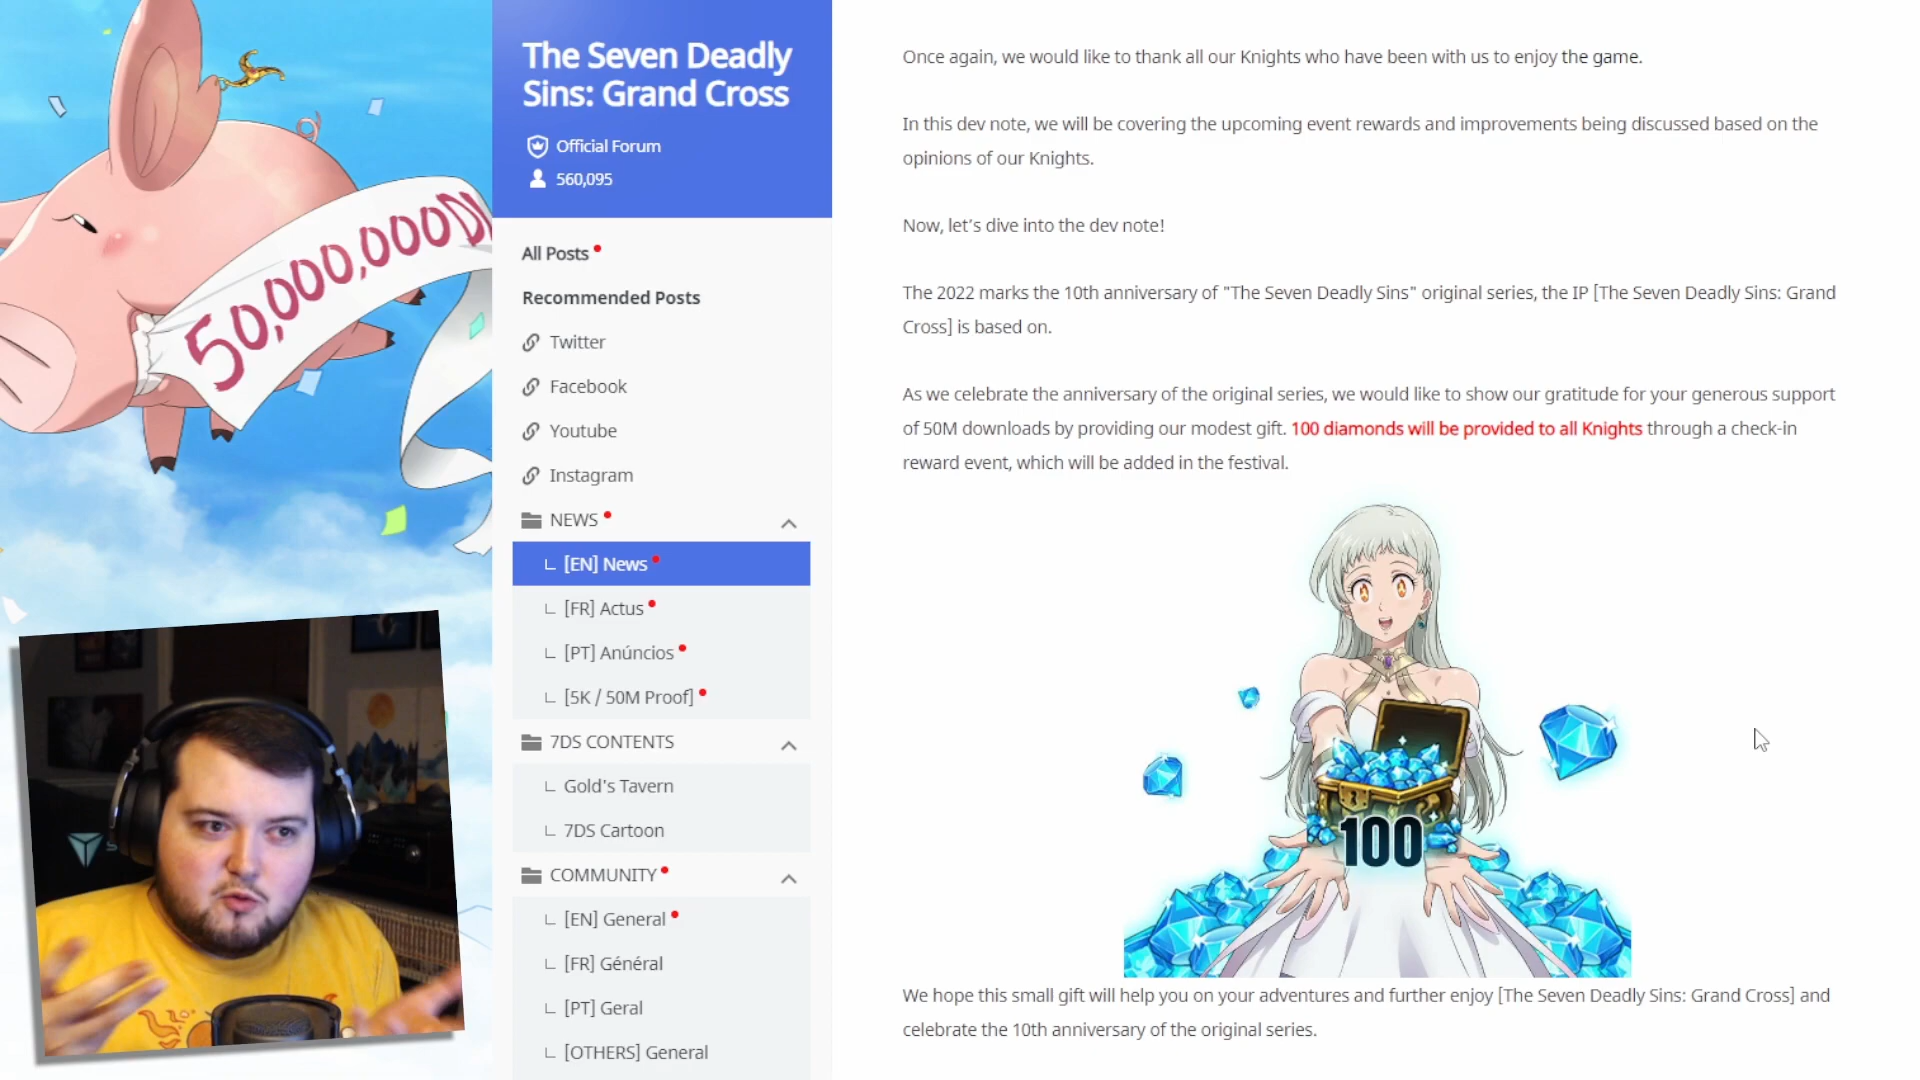 50,000,000
The Seven Deadly
Sins: Grand Cross
Official Forum
560,095
All Posts
Recommended Posts
Twitter
Facebook
Youtube
Instagram
NEWS
[EN] News
[FR] Actus
[PT] Anúncios
[5K / 50M Proof]
7DS CONTENTS
Gold's Tavern
7DS Cartoon
COMMUNITY
[EN] General
[FR] Général
[PT] Geral
[OTHERS] General
Once again, we would like to thank all our Knights who have been with us to enjoy the game.
In this dev note, we will be covering the upcoming event rewards and improvements being discussed based on the
opinions of our Knights.
Now, let's dive into the dev note!
The 2022 marks the 10th anniversary of "The Seven Deadly Sins" original series, the IP [The Seven Deadly Sins: Grand
Cross] is based on.
As we celebrate the anniversary of the original series, we would like to show our gratitude for your generous support
of 50M downloads by providing our modest gift. 100 diamonds will be provided to all Knights through a check-in
reward event, which will be added in the festival.
100
We hope this small gift will help you on your adventures and further enjoy [The Seven Deadly Sins: Grand Cross] and
celebrate the 10th anniversary of the original series.